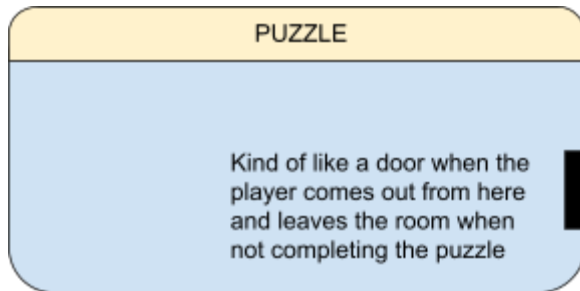 PUZZLE
Kind of like a door when the
player comes out from here
and leaves the room when
not completing the puzzle